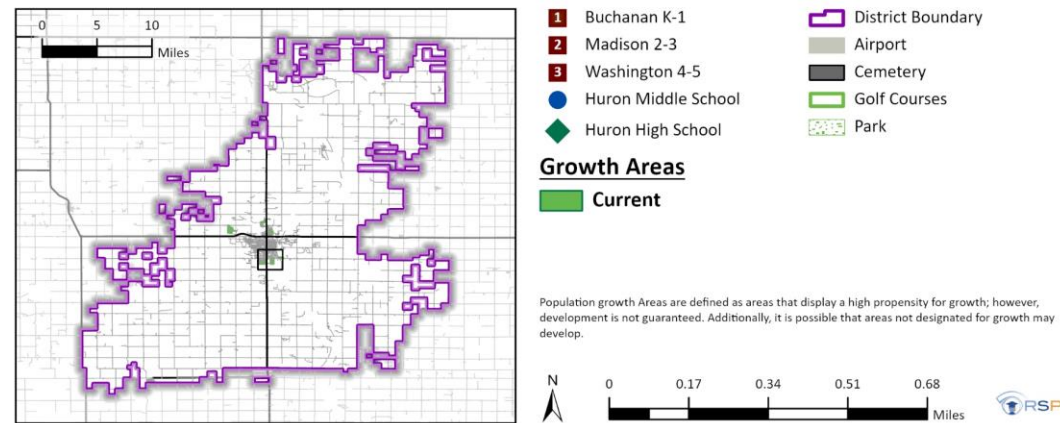 0 5 10
Miles
1 Buchanan K-1
2 Madison 2-3
3 Washington 4-5
Huron Middle School
Huron High School
District Boundary
Airport
Cemetery
Golf Courses
Park
Growth Areas
Current
Population growth Areas are defined as areas that display a high propensity for growth; however,
development is not guaranteed. Additionally, it is possible that areas not designated for growth may
develop.
N
0 0.17 0.34 0.51 0.68
Miles
RSP